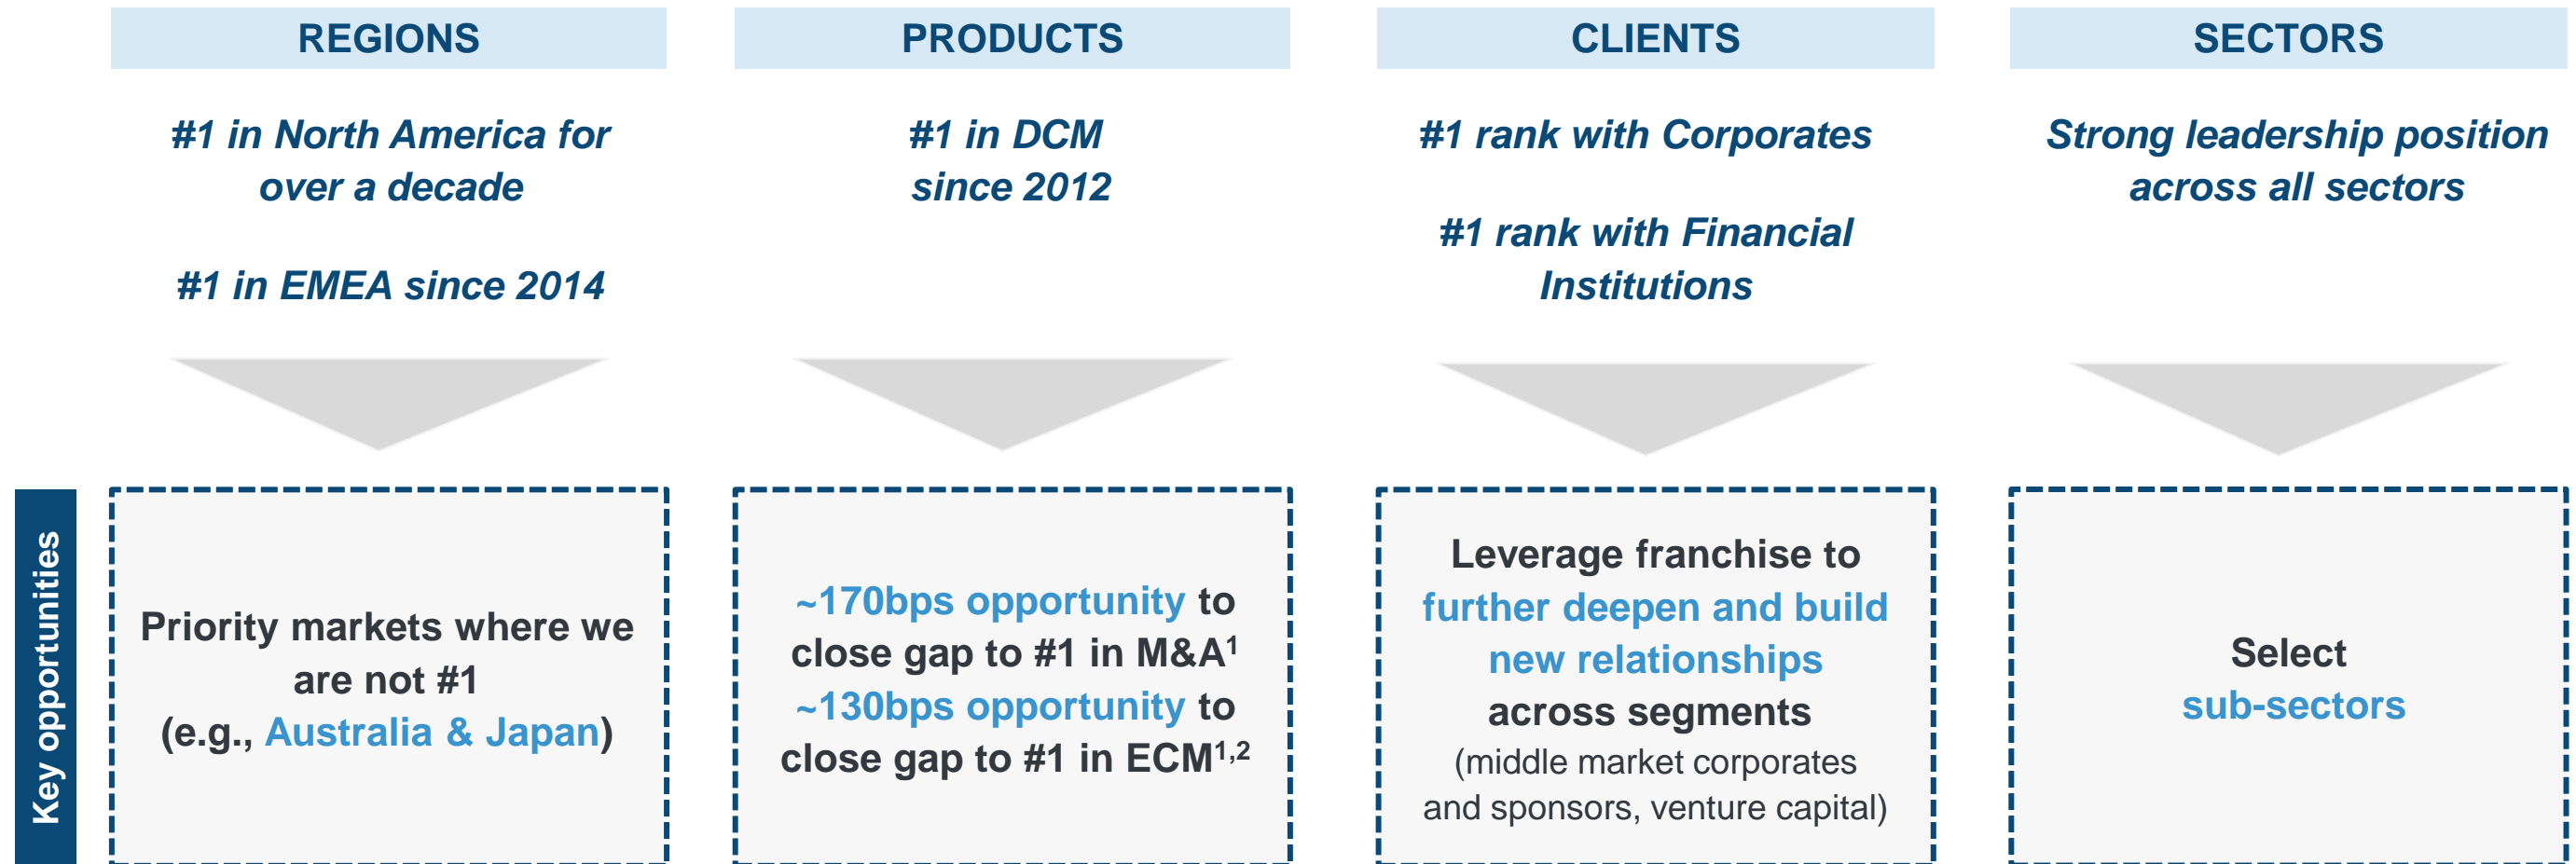 REGIONS
#1 in North America for
over a decade
#1 in EMEA since 2014
PRODUCTS
#1 in DCM
since 2012
CLIENTS
#1 rank with Corporates
#1 rank with Financial
Institutions
SECTORS
Strong leadership position
across all sectors
Key opportunities
Priority markets where we
are not #1
(e.g., Australia & Japan)
~170bps opportunity to
close gap to #1 in M&A¹
~130bps opportunity to
close gap to #1 in ECM¹,²
Leverage franchise to
further deepen and build
new relationships
across segments
(middle market corporates
and sponsors, venture capital)
Select
sub-sectors